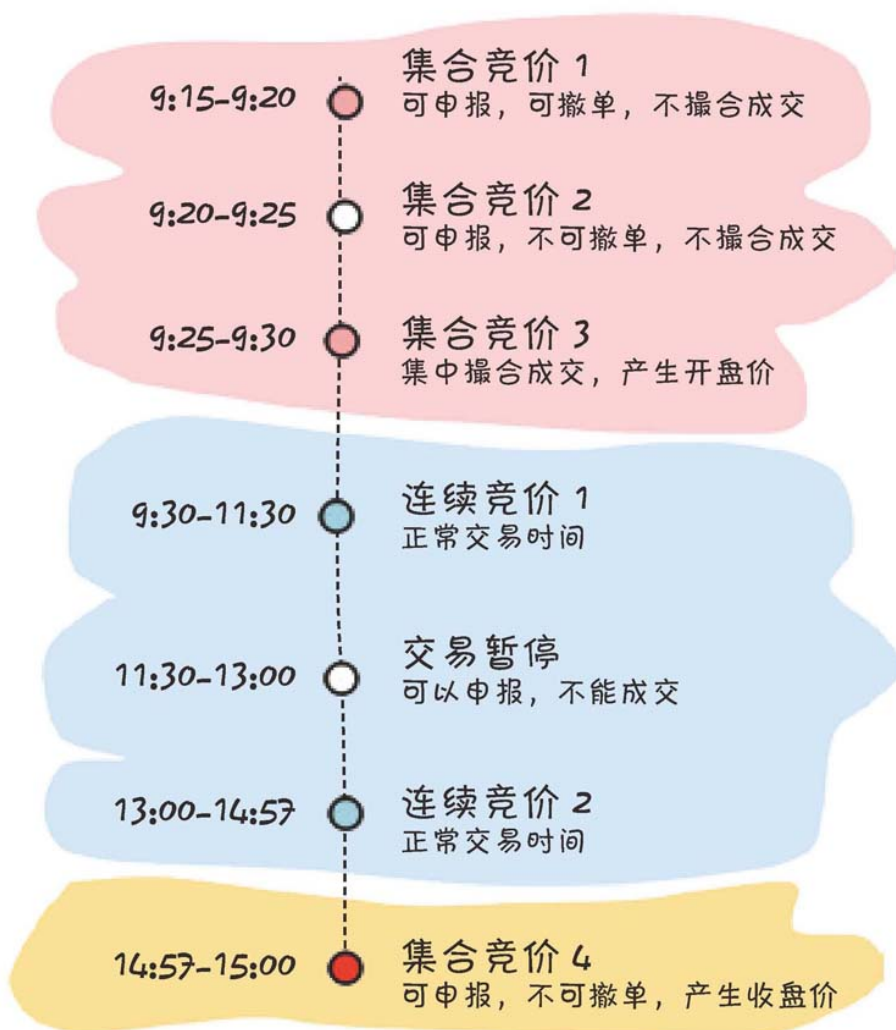 9:15-9:20
集合竞价 1
可申报，可撤单，不撮合成交
9:20-9:25
集合竞价 2
可申报，不可撤单，不撮合成交
9:25-9:30
集合竞价 3
集中撮合成交，产生开盘价
9:30-11:30
连续竞价 1
正常交易时间
11:30-13:00
交易暂停
可以申报，不能成交
13:00-14:57
连续竞价 2
正常交易时间
14:57-15:00
集合竞价 4
可申报，不可撤单，产生收盘价